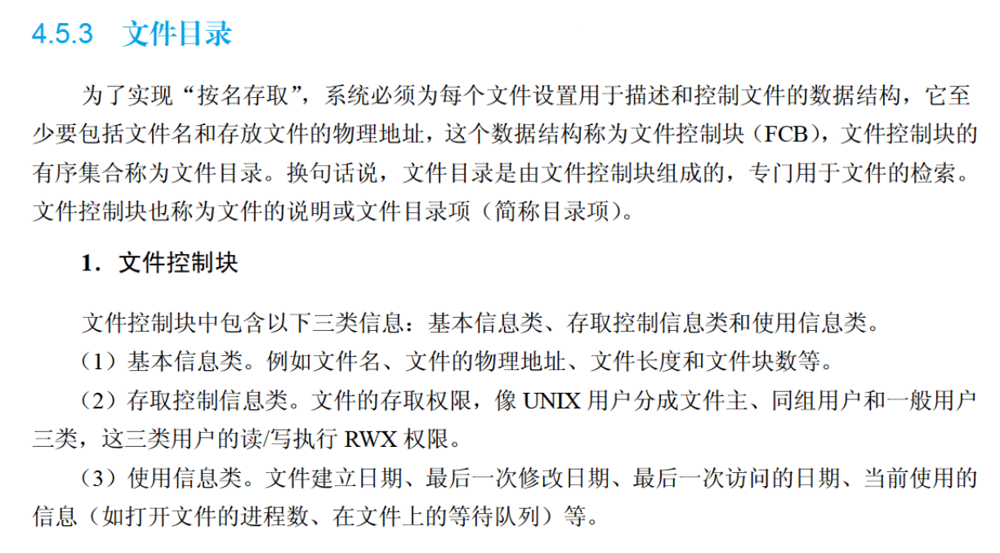 4.5.3 文件目录
为了实现“按名存取”，系统必须为每个文件设置用于描述和控制文件的数据结构，它至
少要包括文件名和存放文件的物理地址，这个数据结构称为文件控制块（FCB），文件控制块的
有序集合称为文件目录。换句话说，文件目录是由文件控制块组成的，专门用于文件的检索。
文件控制块也称为文件的说明或文件目录项（简称目录项）。
1．文件控制块
文件控制块中包含以下三类信息：基本信息类、存取控制信息类和使用信息类。
（1）基本信息类。例如文件名、文件的物理地址、文件长度和文件块数等。
（2）存取控制信息类。文件的存取权限，像 UNIX 用户分成文件主、同组用户和一般用户
三类，这三类用户的读/写执行 RWX 权限。
（3）使用信息类。文件建立日期、最后一次修改日期、最后一次访问的日期、当前使用的
信息（如打开文件的进程数、在文件上的等待队列）等。